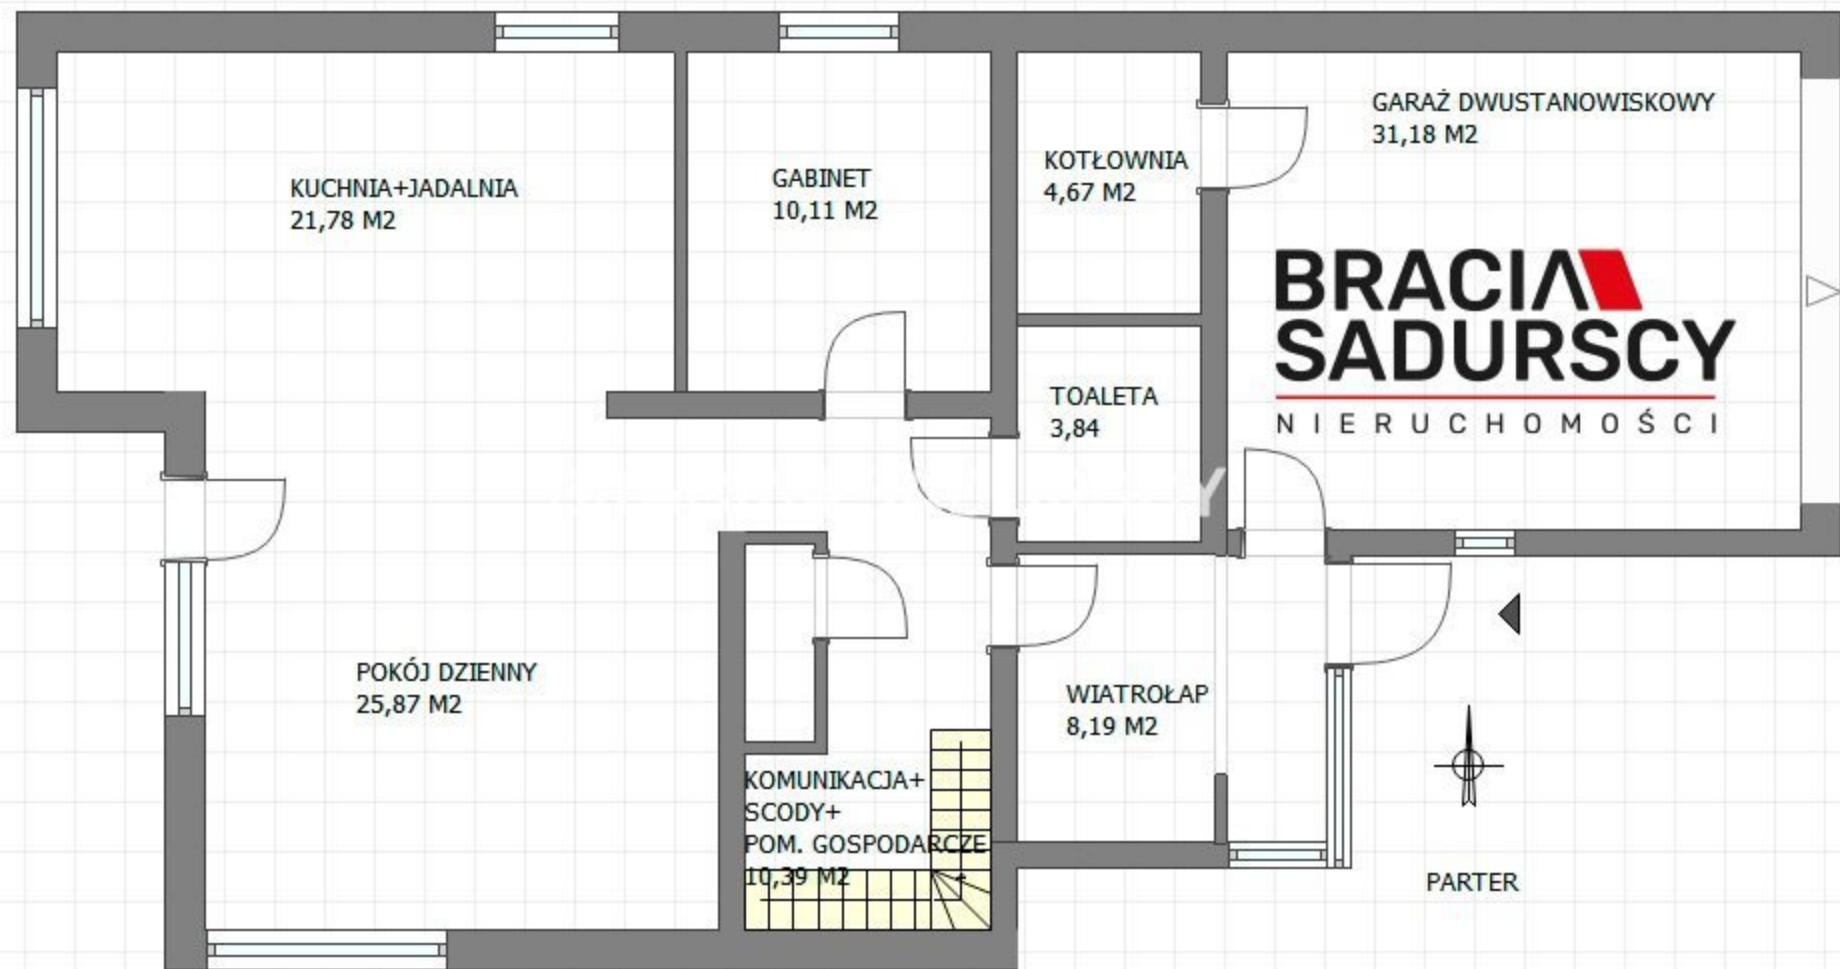 KUCHNIA+JADALNIA
21,78 M2
GABINET
10,11 M2
KOTŁOWNIA
4,67 M2
GARAŻ DWUSTANOWISKOWY
31,18 M2
BRACIA
SADURSCY
NIERUCHOMOŚCI
TOALETA
3,84
POKÓJ DZIENNY
25,87 M2
WIATROŁAP
8,19 M2
KOMUNIKACJA+
SCODY+
POM. GOSPODARCZE
10,39 M2
PARTER